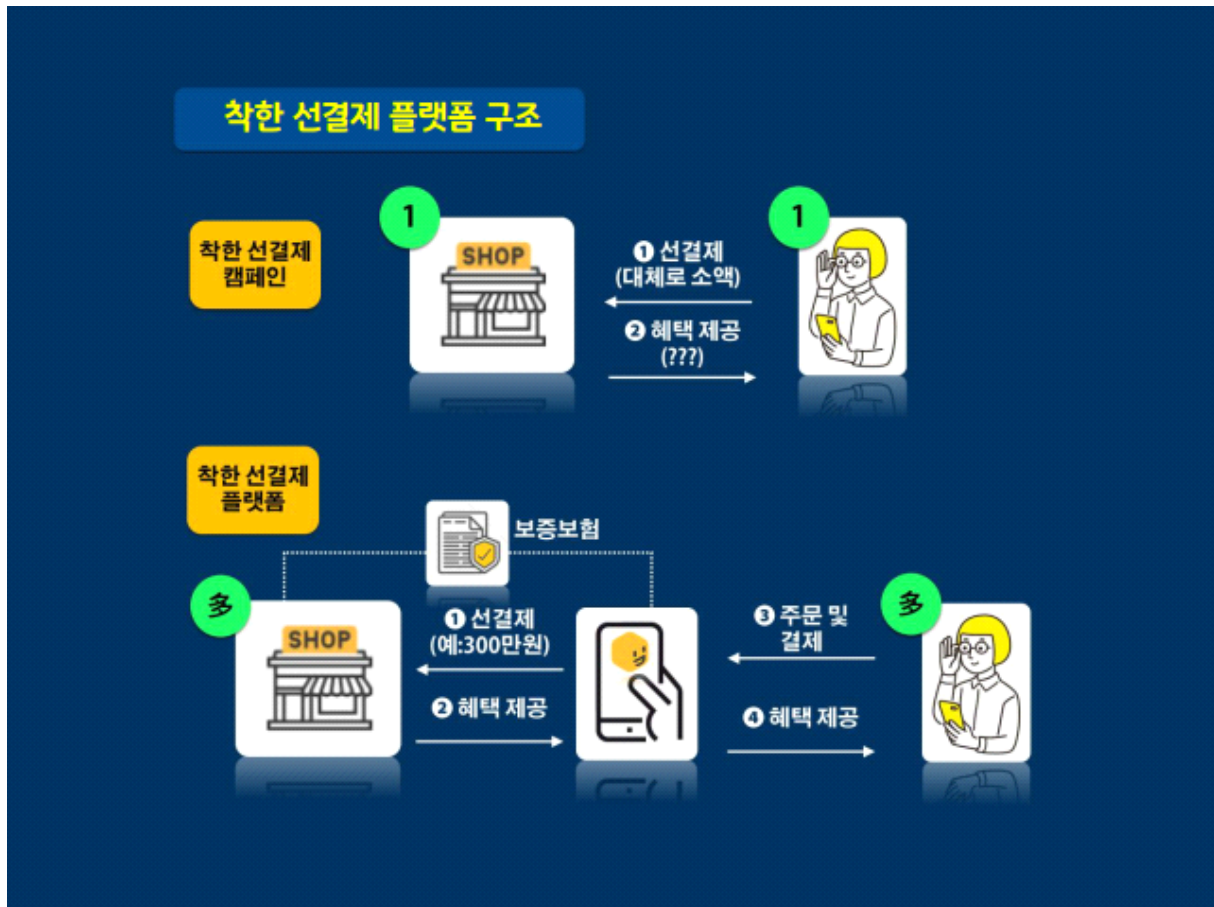 착한 선결제 플랫폼 구조
착한 선결제
캠페인
1
SHOP
❶ 선결제
(대체로 소액)
❷ 혜택 제공
(???)
1
착한 선결제
플랫폼
보증보험
多
SHOP
❶ 선결제
(예:300만원)
❷ 혜택 제공
❸ 주문 및
결제
❹ 혜택 제공
多